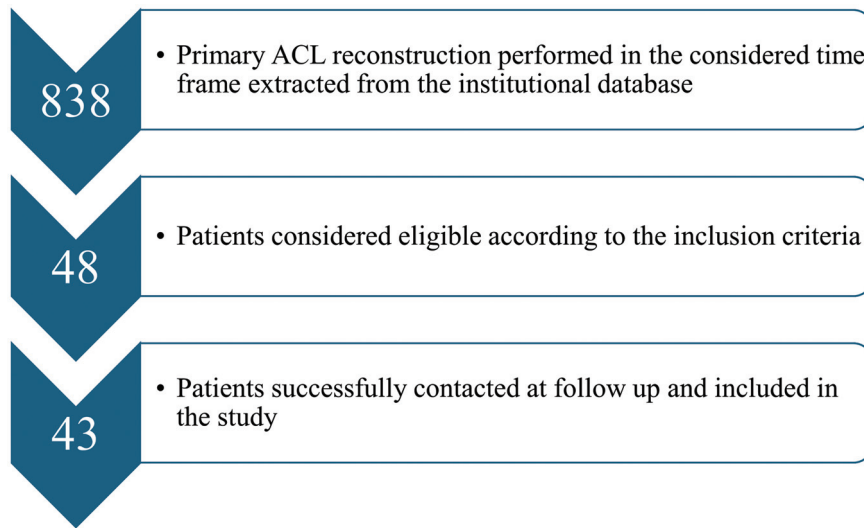 838
• Primary ACL reconstruction performed in the considered time
frame extracted from the institutional database
48
• Patients considered eligible according to the inclusion criteria
43
• Patients successfully contacted at follow up and included in
the study